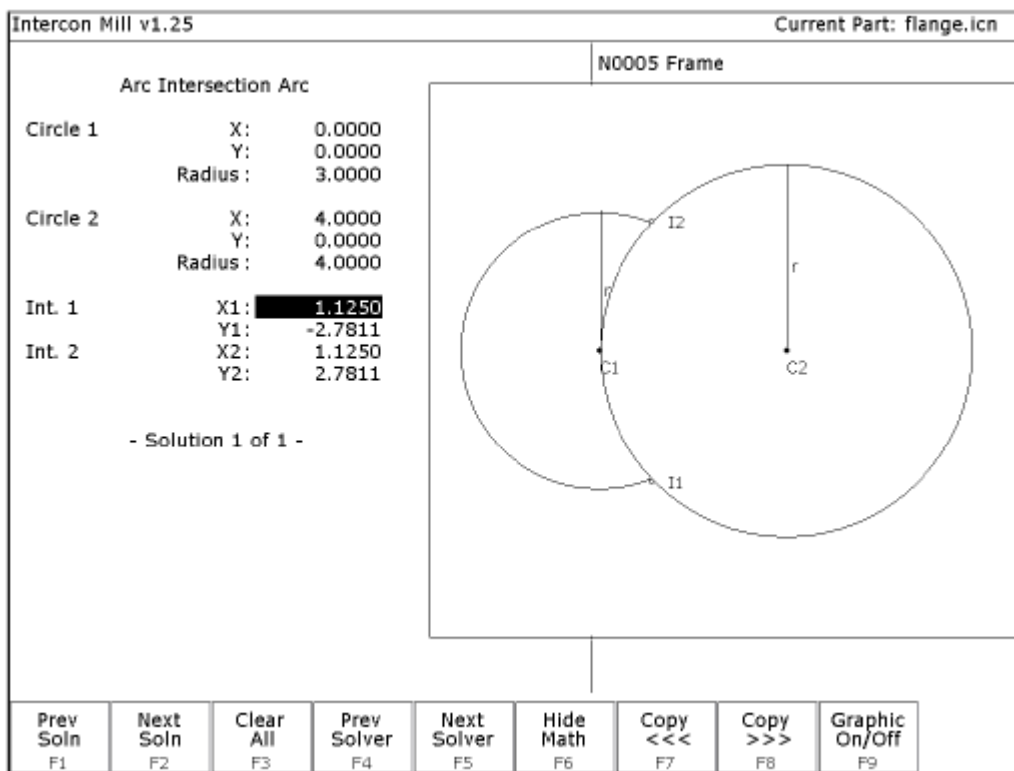 Intercon Mill v1.25 Current Part: flange.icn
N0005 Frame
Arc Intersection Arc
Circle 1 X: 0.0000
Y: 0.0000
Radius : 3.0000
Circle 2 X: 4.0000
Y: 0.0000
Radius : 4.0000
Int. 1 X1: 1.1250
Y1: -2.7811
Int. 2 X2: 1.1250
Y2: 2.7811
- Solution 1 of 1 -
I2
r
r
C1 C2
I1
Prev Soln F1
Next Soln F2
Clear All F3
Prev Solver F4
Next Solver F5
Hide Math F6
Copy <<< F7
Copy >>> F8
Graphic On/Off F9